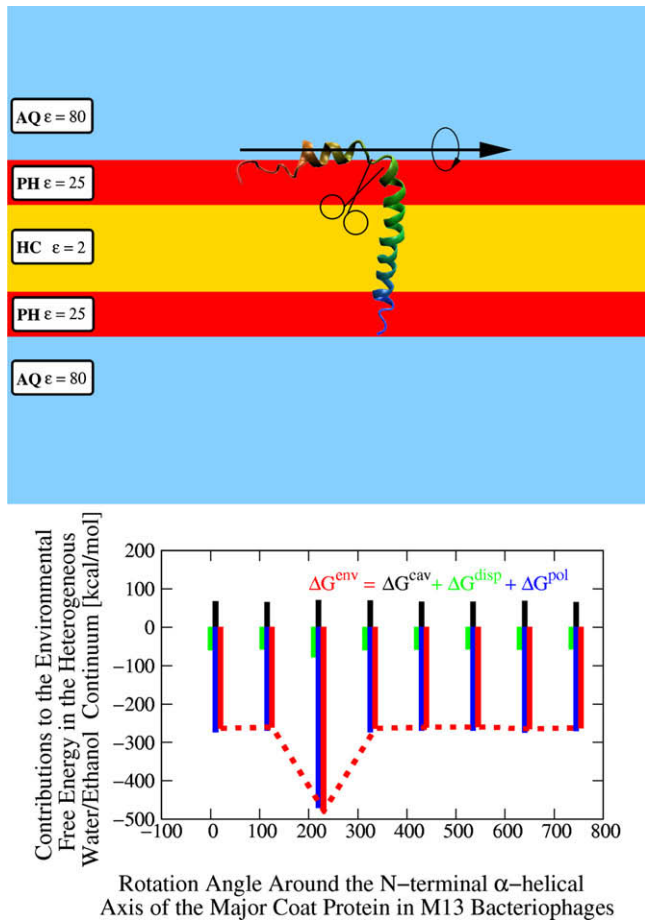 AQ ε = 80
PH ε = 25
HC ε = 2
PH ε = 25
AQ ε = 80
Contributions to the Environmental
Free Energy in the Heterogeneous
Water/Ethanol Continuum [kcal/mol]
200
100
0
−100
−200
−300
−400
−500
ΔG^env = ΔG^cav + ΔG^disp + ΔG^pol
−100 0 100 200 300 400 500 600 700 800
Rotation Angle Around the N−terminal α−helical
Axis of the Major Coat Protein in M13 Bacteriophages